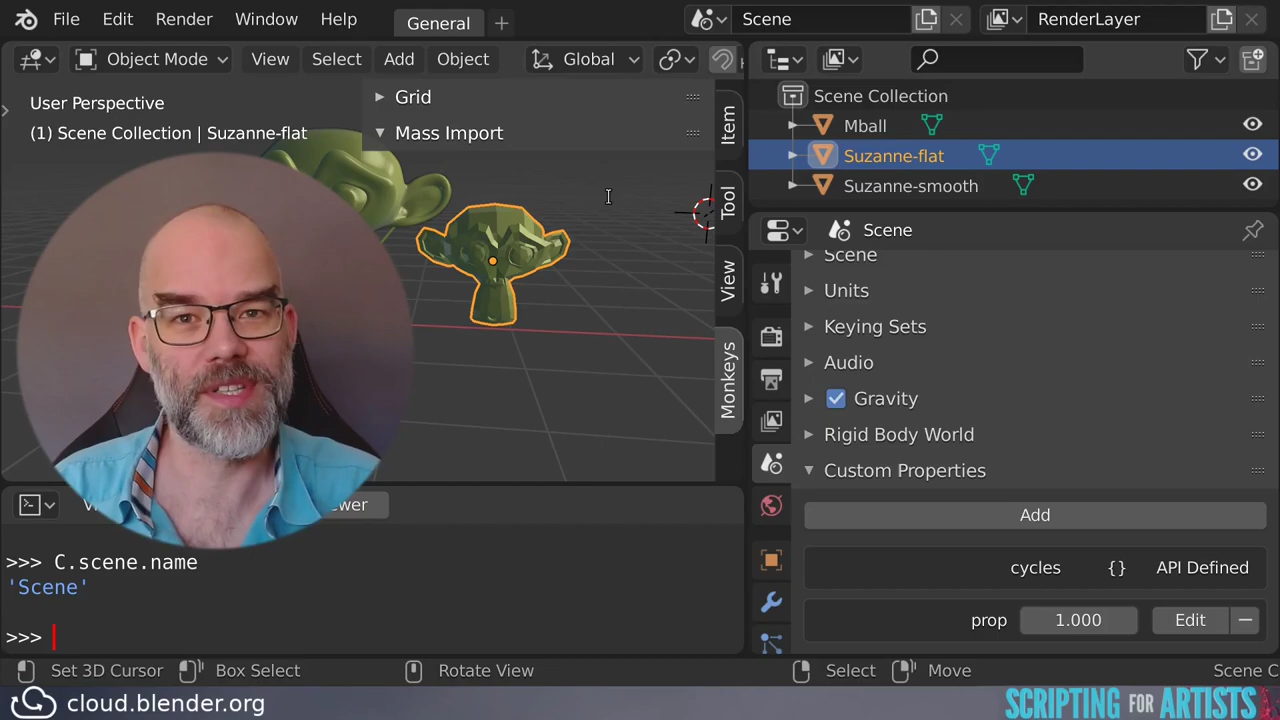 File Edit Render Window Help General Scene RenderLayer
Object Mode View Select Add Object Global
User Perspective
(1) Scene Collection | Suzanne-flat
Grid
Mass Import
Item
Tool
View
Monkeys
Scene Collection
Mball
Suzanne-flat
Suzanne-smooth
Scene
Scene
Units
Keying Sets
Audio
Gravity
Rigid Body World
Custom Properties
Add
cycles {} API Defined
prop 1.000 Edit
>>> C.scene.name
'Scene'
>>>
Set 3D Cursor Box Select Rotate View Select Move Scene C
cloud.blender.org
SCRIPTING FOR ARTISTS